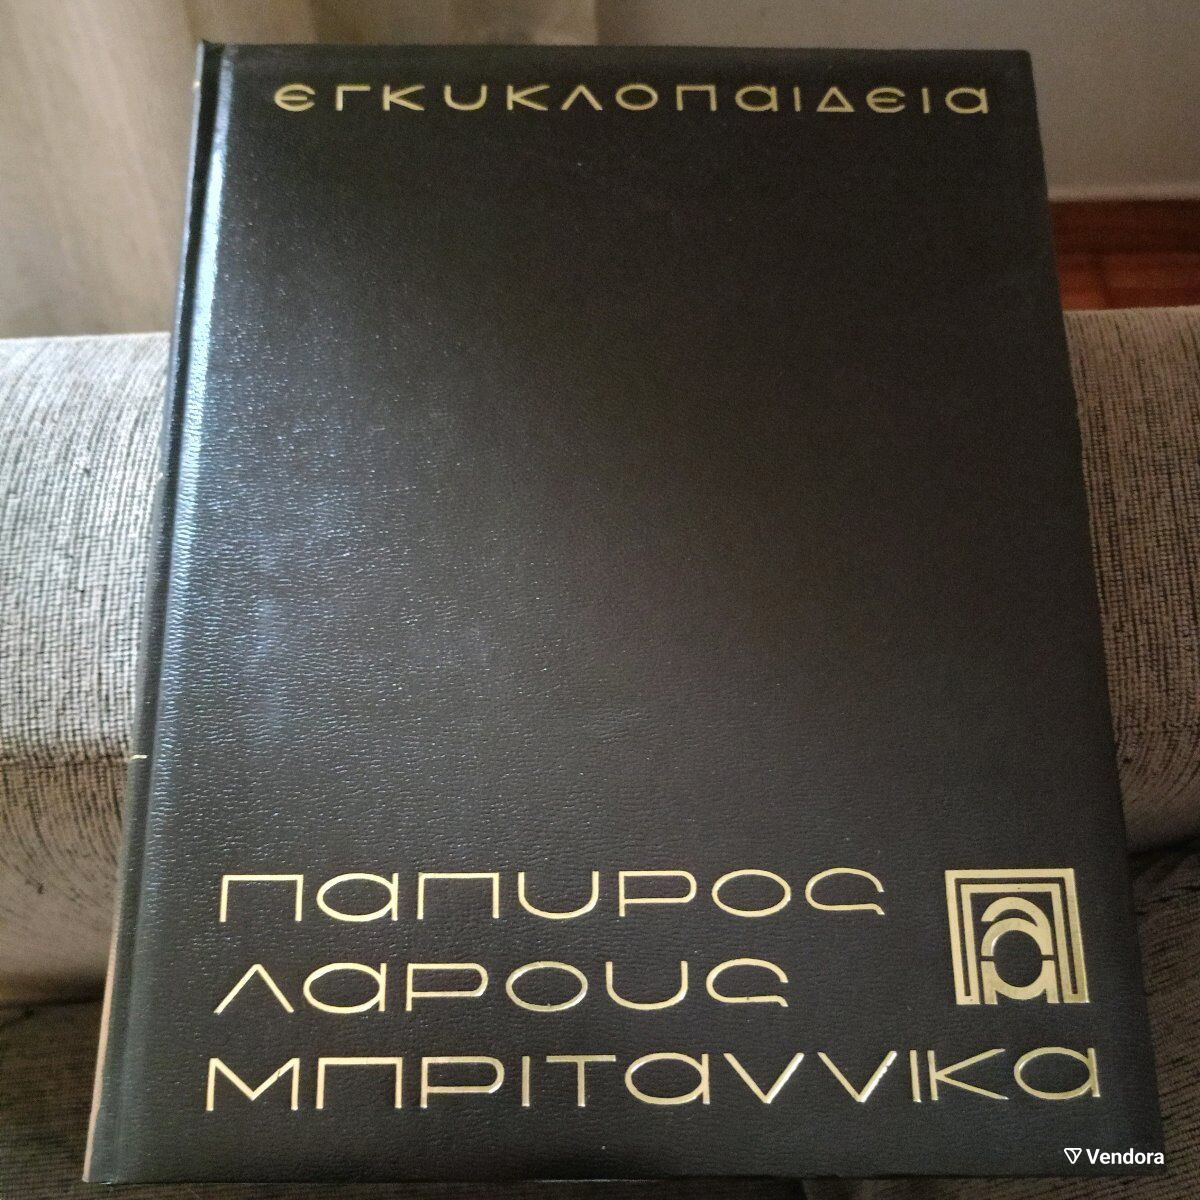 εγκυκλοπαιδεια
παπυρος
λαρους
μπριταννικα
Vendora